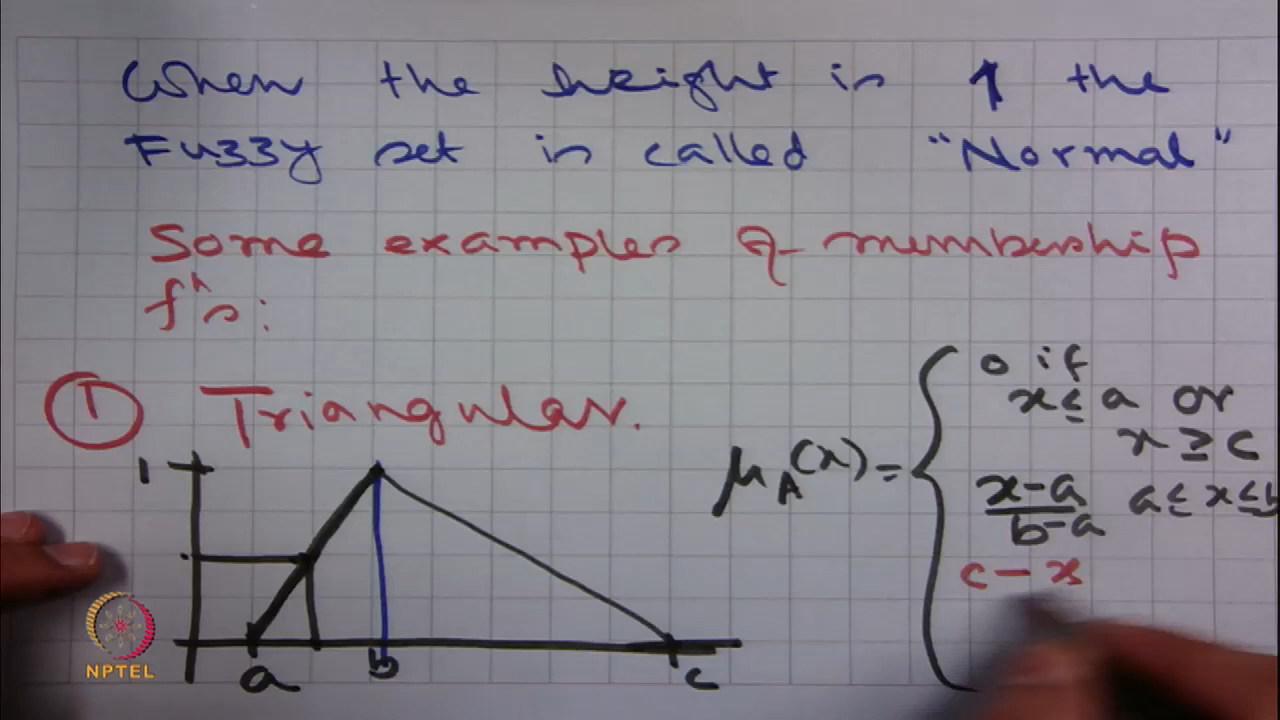 When the height is 1 the
Fuzzy set is called "Normal"
Some examples of membership
fⁿs:
① Triangular.
1
a b c
μ_A(x) =
0 if
x ≤ a or
x ≥ c
x-a / b-a a ≤ x ≤ b
c - x
NPTEL